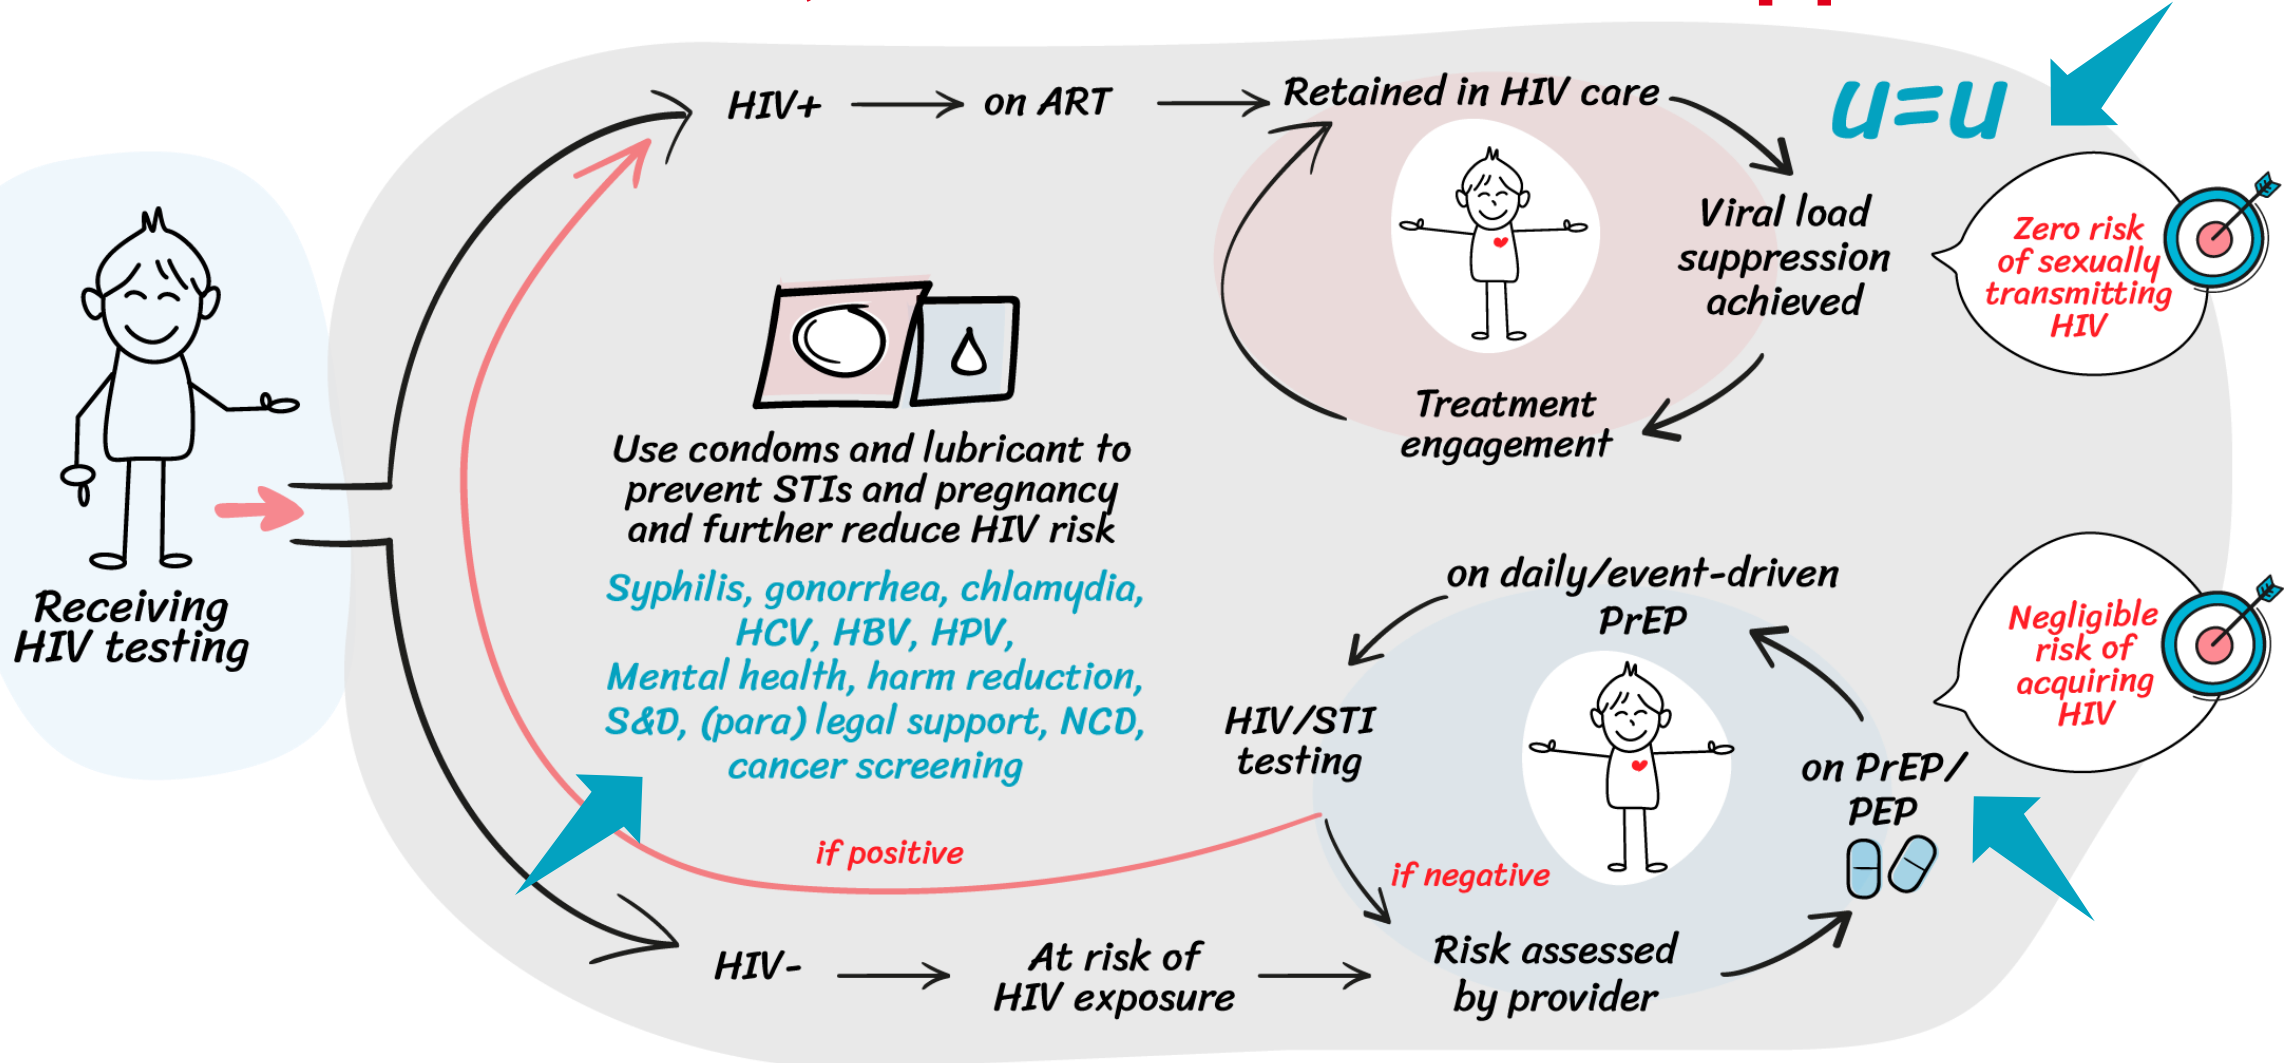 Receiving
HIV testing
HIV+
on ART
Retained in HIV care
u=u
Viral load
suppression
achieved
Zero risk
of sexually
transmitting
HIV
Treatment
engagement
Use condoms and lubricant to
prevent STIs and pregnancy
and further reduce HIV risk
Syphilis, gonorrhea, chlamydia,
HCV, HBV, HPV,
Mental health, harm reduction,
S&D, (para) legal support, NCD,
cancer screening
on daily/event-driven
PrEP
HIV/STI
testing
on PrEP/
PEP
Negligible
risk of
acquiring
HIV
if positive
if negative
HIV-
At risk of
HIV exposure
Risk assessed
by provider